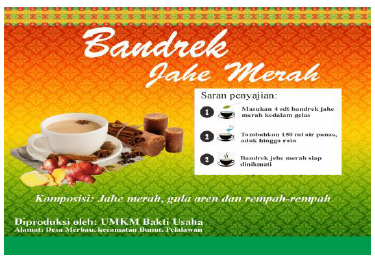 Bandrek
Jahe Merah
Saran penyajian:
1 Masukan 4 sdt bandrek jahe
merah kedalam gelas
2 Tambahkan 150 ml air panas,
aduk hingga rata
2 Bandrek jehe merah siap
dinikmati
Komposisi: Jahe merah, gula aren dan rempah-rempah
Diproduksi oleh: UMKM Bakti Usaha
Alamat: Desa Merbau, kecamatan Bunut, Pelalawan